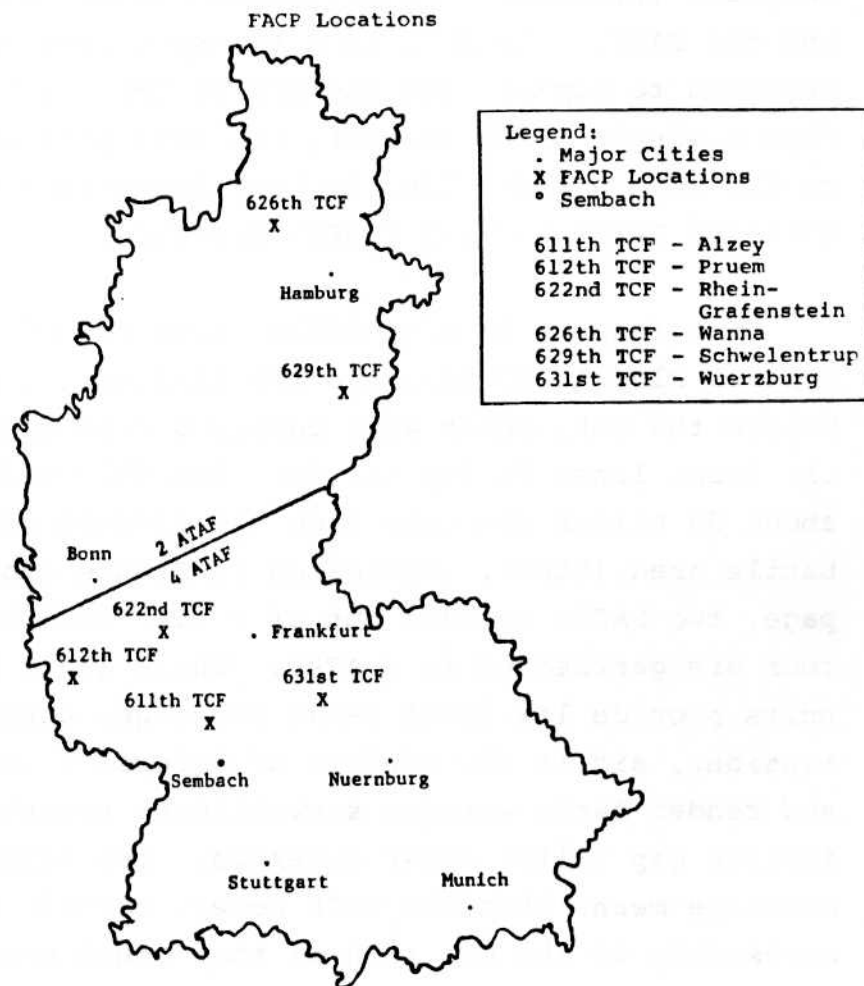 FACP Locations
Legend:
. Major Cities
X FACP Locations
° Sembach
611th TCF - Alzey
612th TCF - Pruem
622nd TCF - Rhein-
Grafenstein
626th TCF - Wanna
629th TCF - Schwelentrup
631st TCF - Wuerzburg
626th TCF
X
Hamburg
629th TCF
X
2 ATAF
4 ATAF
Bonn
622nd TCF
X
Frankfurt
612th TCF
X
631st TCF
X
611th TCF
X
Sembach
Nuernburg
Stuttgart
Munich